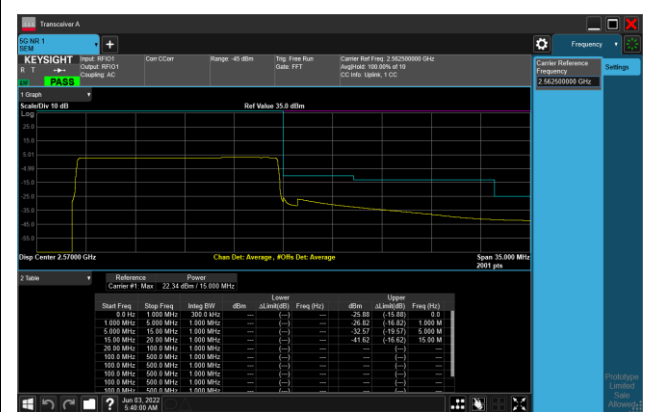 Transceiver A
5G NR 1
SEM
Frequency
KEYSIGHT
R T
PASS
Input: RFIO1
Output: RFIO1
Coupling: AC
Corr CCorr
Range: -45 dBm
Trig: Free Run
Gate: FFT
Carrier Ref Freq: 2.562500000 GHz
Avg|Hold: 100.00% of 10
CC Info: Uplink, 1 CC
Carrier Reference
Frequency
2.562500000 GHz
Settings
1 Graph
Scale/Div 10 dB
Ref Value 35.0 dBm
Log
25.0
15.0
5.01
-4.99
-15.0
-25.0
-35.0
-45.0
-55.0
Disp Center 2.57000 GHz
Chan Det: Average , #Offs Det: Average
Span 35.000 MHz
2001 pts
2 Table
Reference Power
Carrier #1 Max 22.34 dBm / 15.000 MHz
Lower Upper
Start Freq Stop Freq Integ BW dBm ΔLimit(dB) Freq (Hz) dBm ΔLimit(dB) Freq (Hz)
0.0 Hz 1.000 MHz 300.0 kHz --- (---) --- -25.88 (-15.88) 0.0
1.000 MHz 5.000 MHz 1.000 MHz --- (---) --- -26.82 (-16.82) 1.000 M
5.000 MHz 15.00 MHz 1.000 MHz --- (---) --- -32.57 (-19.57) 5.000 M
15.00 MHz 20.00 MHz 1.000 MHz --- (---) --- -41.62 (-16.62) 15.00 M
20.00 MHz 100.0 MHz 1.000 MHz --- (---) --- --- (---) ---
100.0 MHz 500.0 MHz 1.000 MHz --- (---) --- --- (---) ---
100.0 MHz 500.0 MHz 1.000 MHz --- (---) --- --- (---) ---
100.0 MHz 500.0 MHz 1.000 MHz --- (---) --- --- (---) ---
100.0 MHz 500.0 MHz 1.000 MHz --- (---) --- --- (---) ---
Prototype
Limited
Sale
Allowed
?
Jun 03, 2022
5:40:00 AM